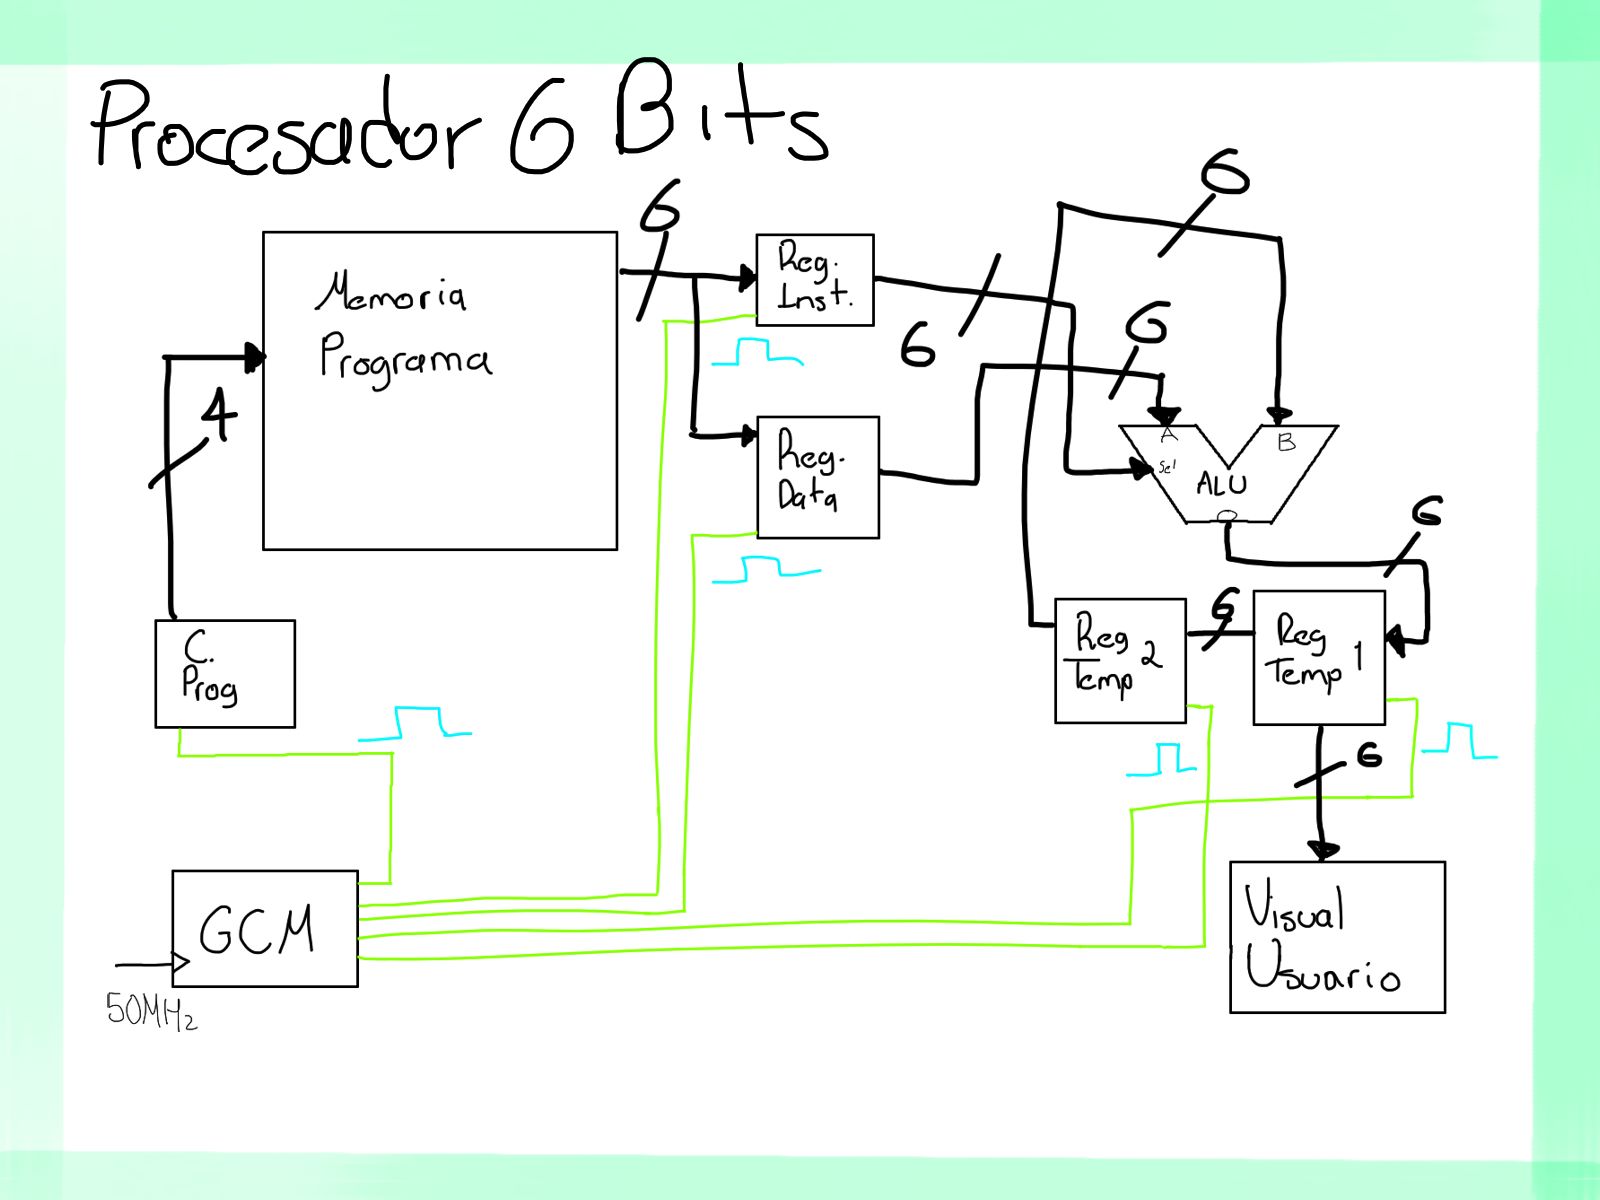 Procesador 6 Bits
6
6
Memoria
Programa
Reg.
Inst.
6
6
4
Reg.
Data
A
B
Sel
ALU
O
6
C.
Prog
Reg
Temp 2
6
Reg
Temp 1
6
GCM
50MHz
Visual
Usuario